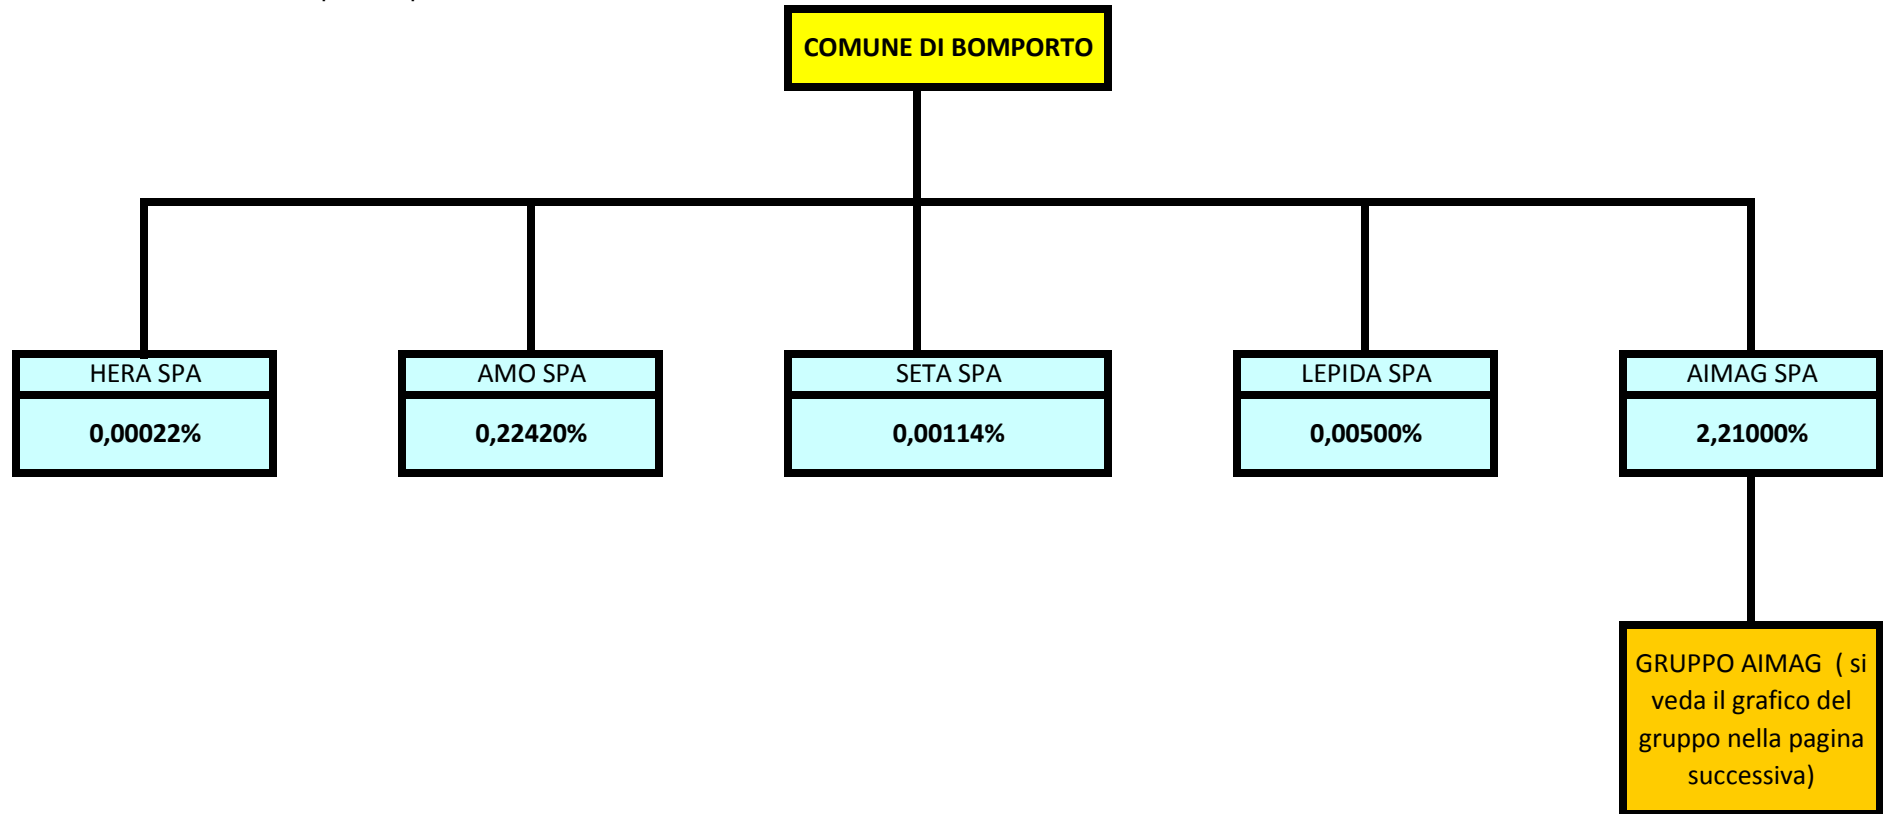 COMUNE DI BOMPORTO
HERA SPA
0,00022%
AMO SPA
0,22420%
SETA SPA
0,00114%
LEPIDA SPA
0,00500%
AIMAG SPA
2,21000%
GRUPPO AIMAG ( si
veda il grafico del
gruppo nella pagina
successiva)